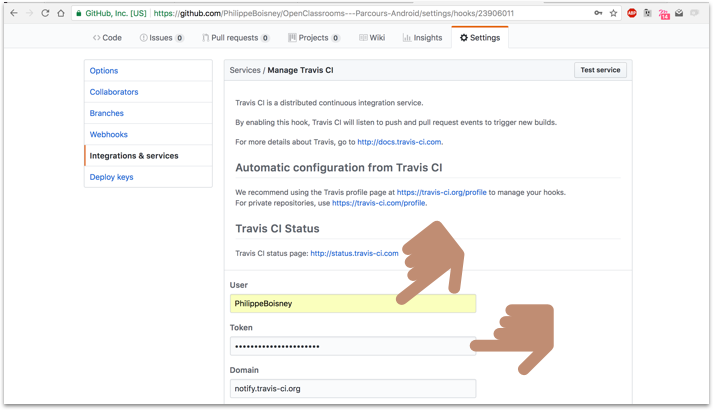 GitHub, Inc. [US]
https://github.com/PhilippeBoisney/OpenClassrooms---Parcours-Android/settings/hooks/23906011
ABP
14
Code
Issues 0
Pull requests 0
Projects 0
Wiki
Insights
Settings
Options
Collaborators
Branches
Webhooks
Integrations & services
Deploy keys
Services / Manage Travis CI
Test service
Travis CI is a distributed continuous integration service.
By enabling this hook, Travis CI will listen to push and pull request events to trigger new builds.
For more details about Travis, go to http://docs.travis-ci.com.
Automatic configuration from Travis CI
We recommend using the Travis profile page at https://travis-ci.org/profile to manage your hooks.
For private repositories, use https://travis-ci.com/profile.
Travis CI Status
Travis CI status page: http://status.travis-ci.com
User
PhilippeBoisney
Token
••••••••••••••••••••••
Domain
notify.travis-ci.org